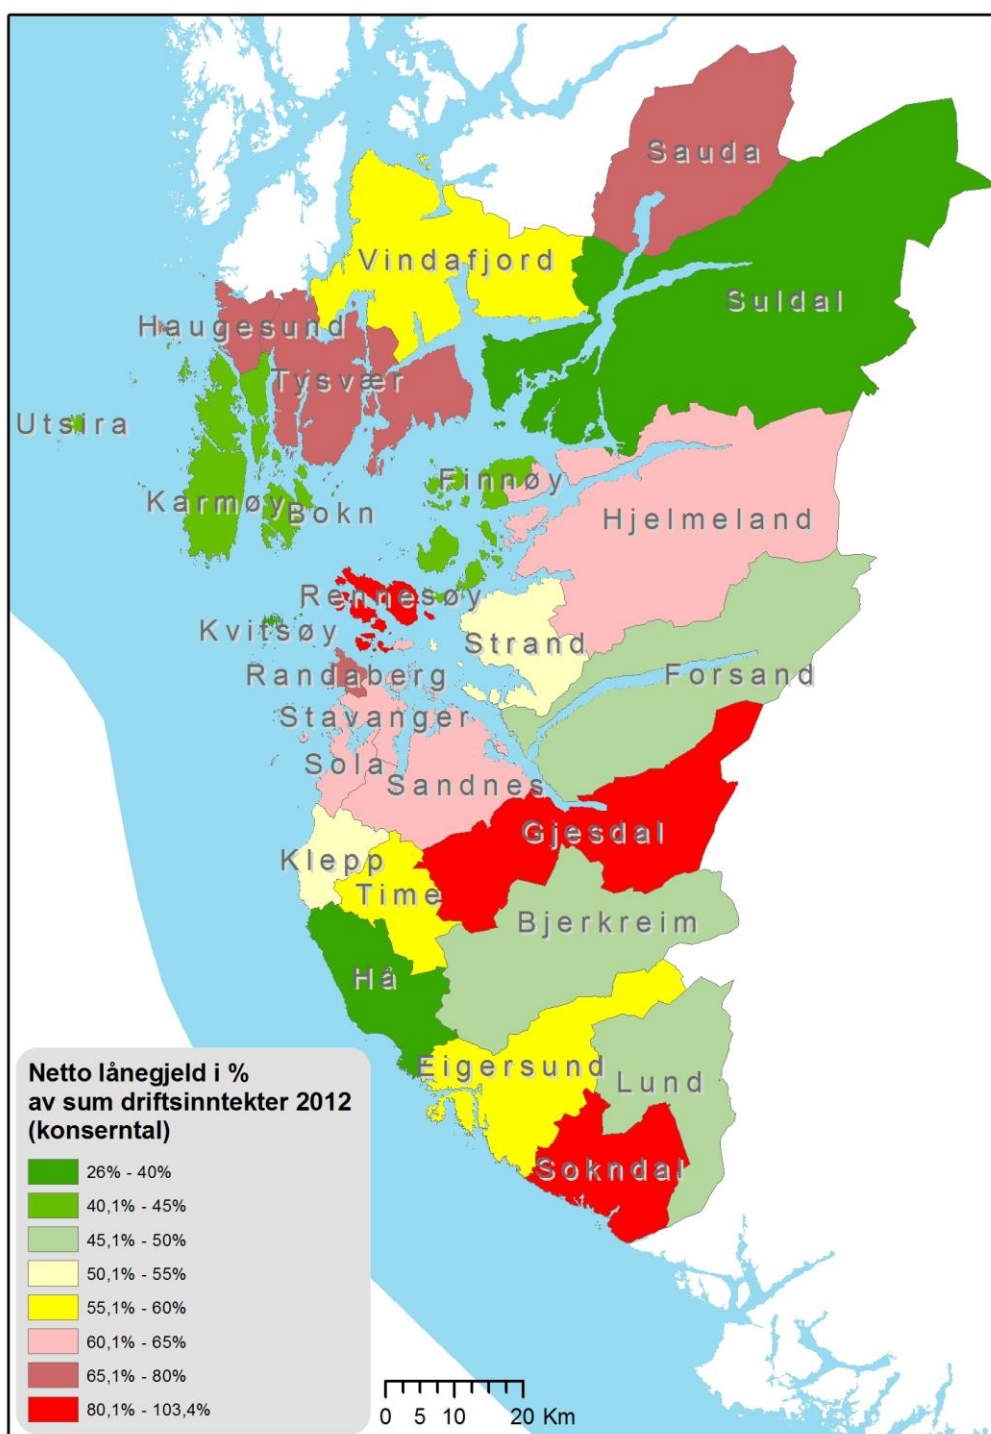 Sauda
Vindafjord
Suldal
Haugesund
Tysvær
Utsira
Finnøy
Karmøy
Bokn
Hjelmeland
Rennesøy
Kvitsøy
Strand
Randaberg
Forsand
Stavanger
Sola
Sandnes
Gjesdal
Klepp
Time
Bjerkreim
Hå
Eigersund
Lund
Sokndal
Netto lånegjeld i %
av sum driftsinntekter 2012
(konserntal)
26% - 40%
40,1% - 45%
45,1% - 50%
50,1% - 55%
55,1% - 60%
60,1% - 65%
65,1% - 80%
80,1% - 103,4%
0 5 10 20 Km